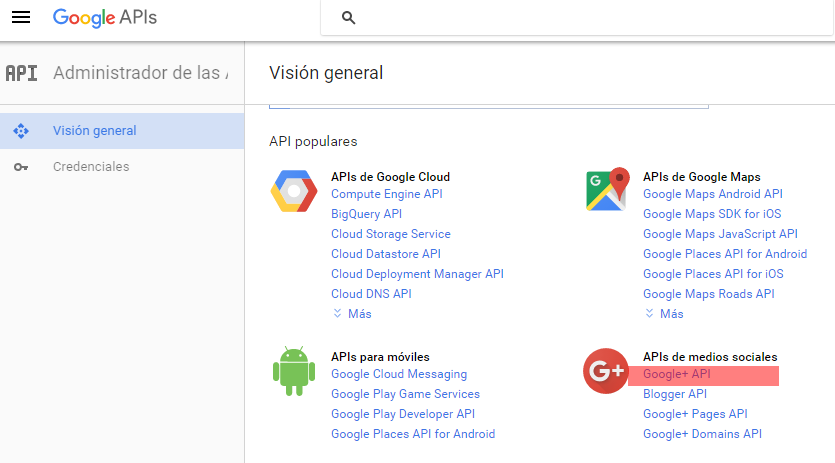 Google APIs
API Administrador de las A
Visión general
Visión general
Credenciales
API populares
APIs de Google Cloud
Compute Engine API
BigQuery API
Cloud Storage Service
Cloud Datastore API
Cloud Deployment Manager API
Cloud DNS API
Más
APIs de Google Maps
Google Maps Android API
Google Maps SDK for iOS
Google Maps JavaScript API
Google Places API for Android
Google Places API for iOS
Google Maps Roads API
Más
APIs para móviles
Google Cloud Messaging
Google Play Game Services
Google Play Developer API
Google Places API for Android
G+
APIs de medios sociales
Google+ API
Blogger API
Google+ Pages API
Google+ Domains API